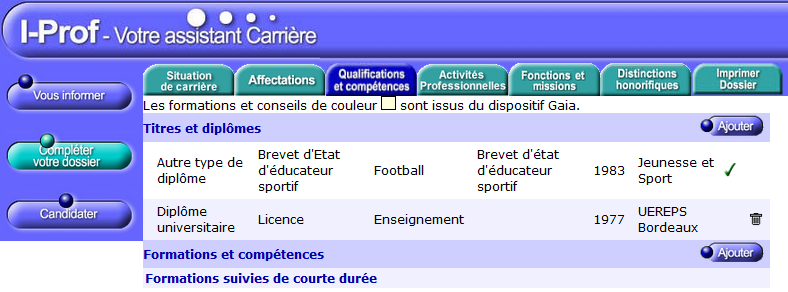 I-Prof - Votre assistant Carrière
Vous informer
Compléter votre dossier
Candidater
Situation de carrière
Affectations
Qualifications et compétences
Activités Professionnelles
Fonctions et missions
Distinctions honorifiques
Imprimer Dossier
Les formations et conseils de couleur sont issus du dispositif Gaia.
Titres et diplômes Ajouter
Autre type de diplôme Brevet d'Etat d'éducateur sportif Football Brevet d'état d'éducateur sportif 1983 Jeunesse et Sport
Diplôme universitaire Licence Enseignement 1977 UEREPS Bordeaux
Formations et compétences Ajouter
Formations suivies de courte durée